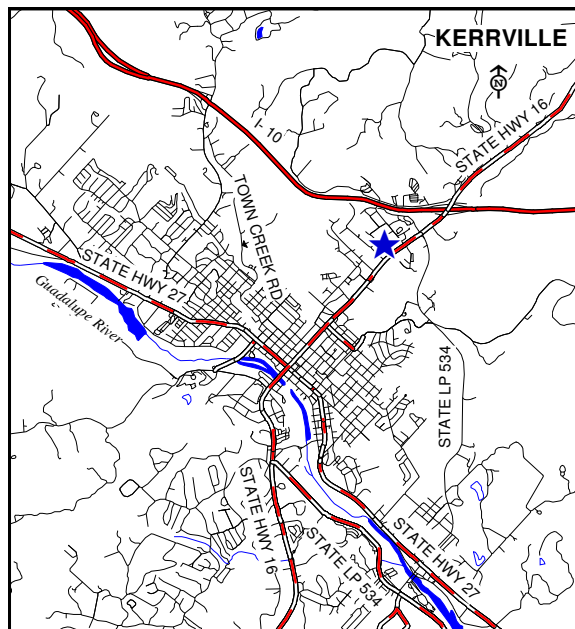 KERRVILLE
N
STATE HWY 16
I- 10
TOWN CREEK RD
STATE HWY 27
Guadalupe River
STATE LP 534
STATE HWY 16
STATE LP 534
STATE HWY 27